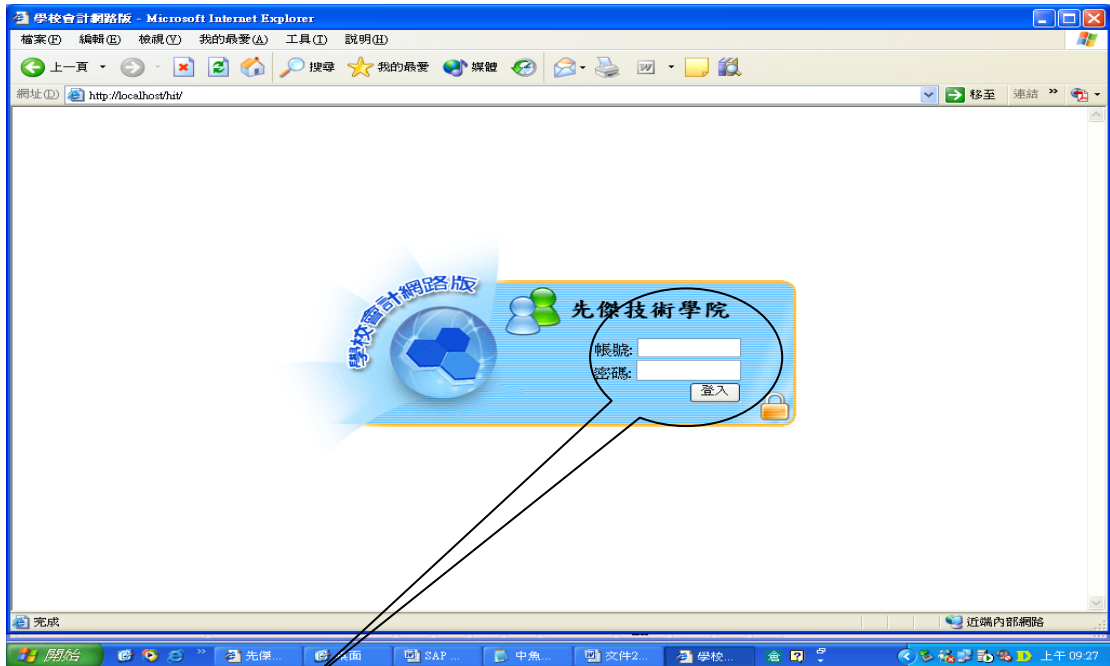 學校會計網路版 - Microsoft Internet Explorer
檔案(F) 編輯(E) 檢視(V) 我的最愛(A) 工具(T) 說明(H)
上一頁 搜尋 我的最愛 媒體
網址(D) http://localhost/hit/ 移至 連結 »
學校會計網路版
先傑技術學院
帳號:
密碼:
登入
完成 近端內部網路
開始 » 先傑... 頁面 SAP ... 中魚... 文件2... 學校... 上午 09:27